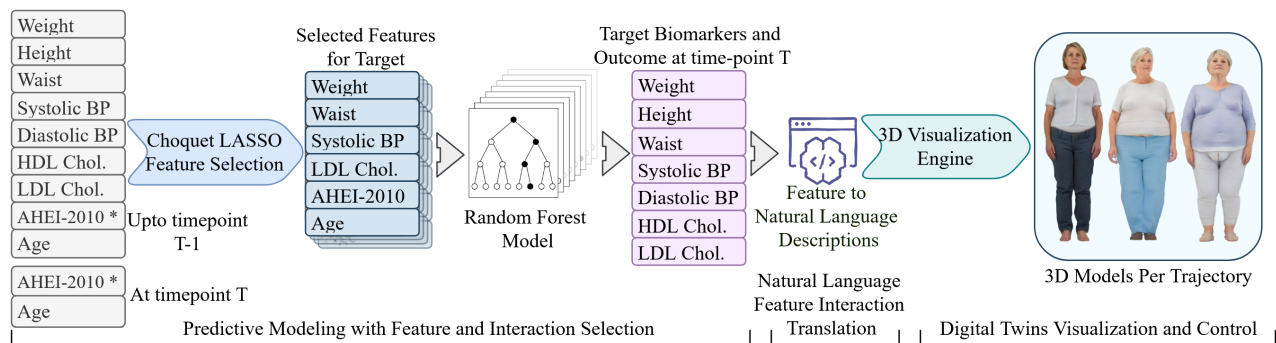 Weight
Height
Waist
Systolic BP
Diastolic BP
HDL Chol.
LDL Chol.
AHEI-2010 *
Age
Upto timepoint
T-1
AHEI-2010 *
Age
At timepoint T
Choquet LASSO
Feature Selection
Selected Features
for Target
Weight
Waist
Systolic BP
LDL Chol.
AHEI-2010
Age
Random Forest
Model
Target Biomarkers and
Outcome at time-point T
Weight
Height
Waist
Systolic BP
Diastolic BP
HDL Chol.
LDL Chol.
Feature to
Natural Language
Descriptions
3D Visualization
Engine
3D Models Per Trajectory
Predictive Modeling with Feature and Interaction Selection
Natural Language
Feature Interaction
Translation
Digital Twins Visualization and Control